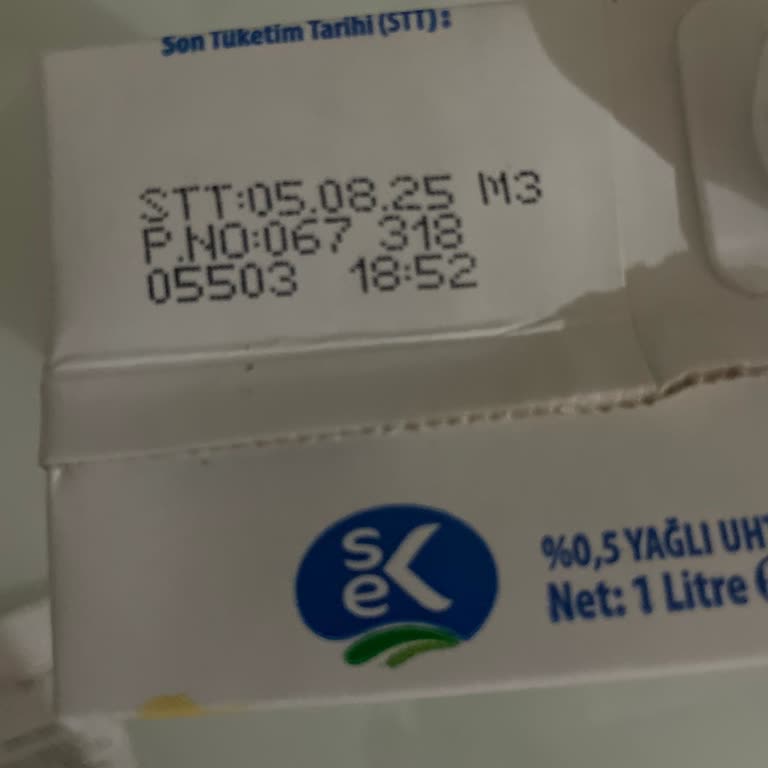 Son Tüketim Tarihi (STT):
STT:05.08.25 M3
P.NO:067 318
05503 18:52
sek
%0,5 YAĞLI UHT
Net: 1 Litre